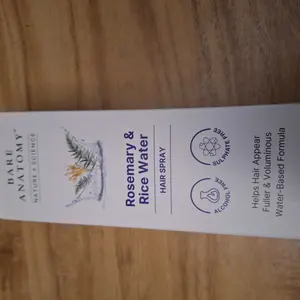 BARE
ANATOMY
NATURE + SCIENCE
Rosemary &
Rice Water
HAIR SPRAY
SULPHATE FREE
ALCOHOL FREE
Helps Hair Appear
Fuller & Voluminous
Water-Based Formula